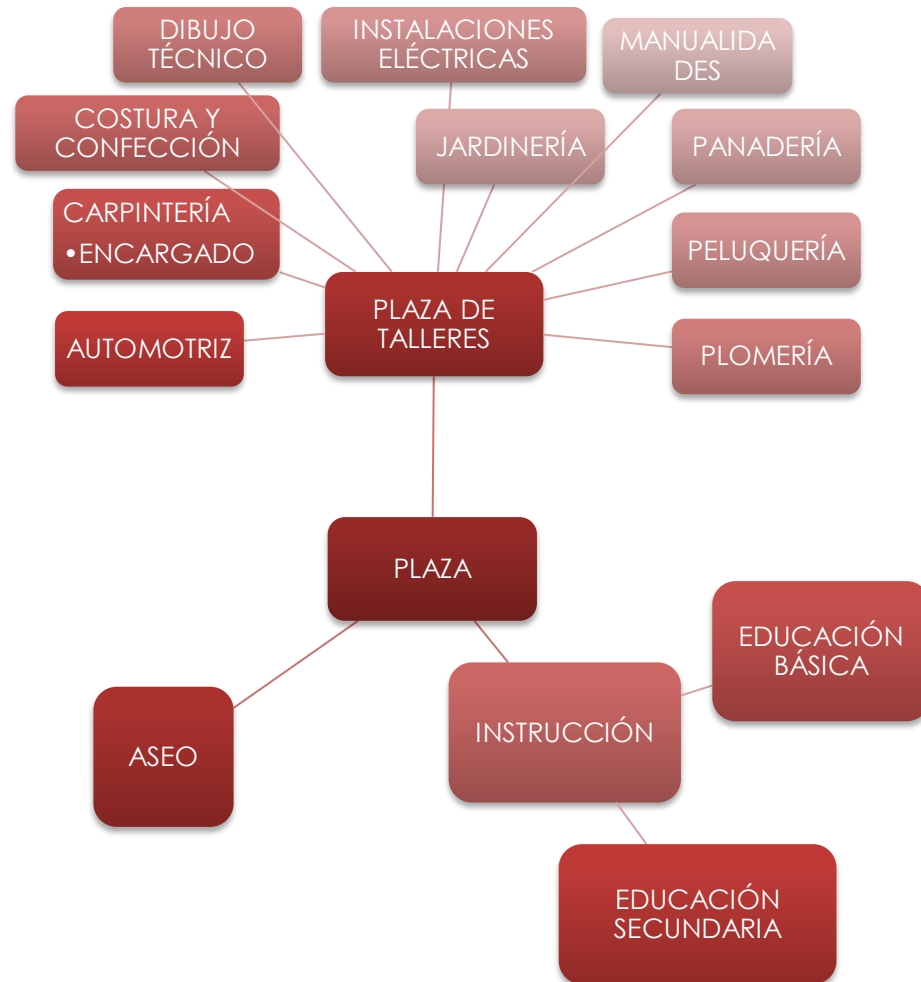 DIBUJO
TÉCNICO
INSTALACIONES
ELÉCTRICAS
MANUALIDA
DES
COSTURA Y
CONFECCIÓN
JARDINERÍA
PANADERÍA
CARPINTERÍA
•ENCARGADO
PELUQUERÍA
PLAZA DE
TALLERES
AUTOMOTRIZ
PLOMERÍA
PLAZA
EDUCACIÓN
BÁSICA
INSTRUCCIÓN
ASEO
EDUCACIÓN
SECUNDARIA